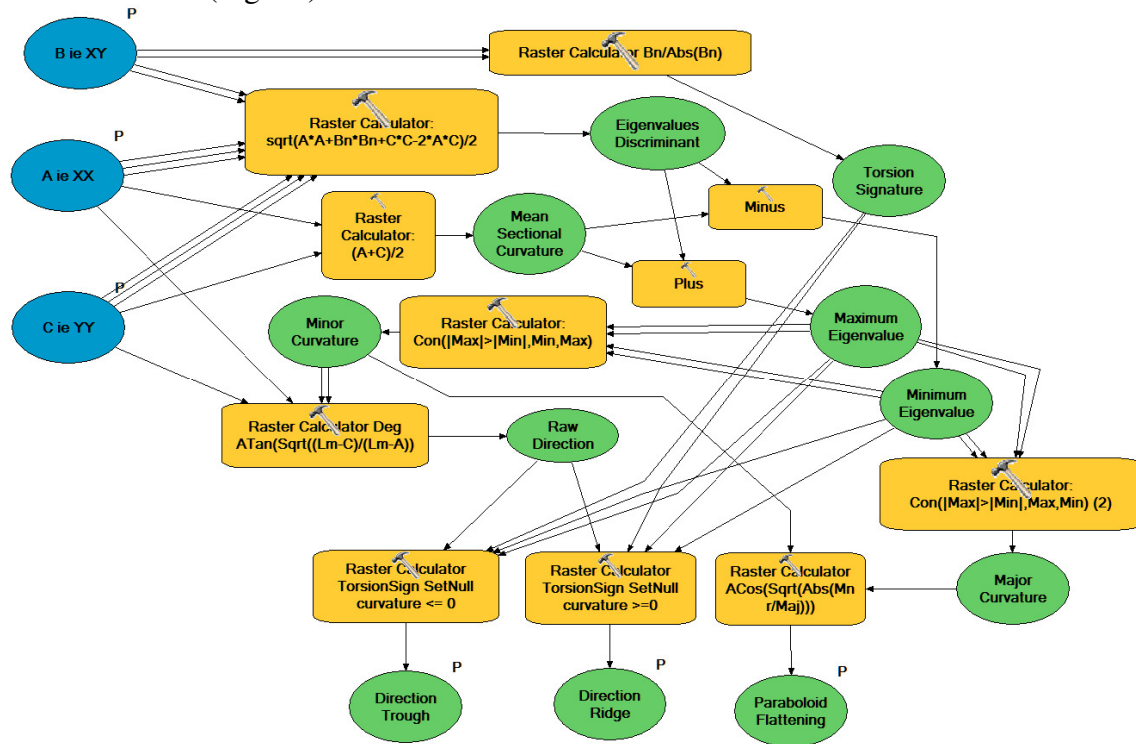 P
B ie XY
Raster Calculator Bn/Abs(Bn)
Raster Calculator:
sqrt(A*A+Bn*Bn+C*C-2*A*C)/2
Eigenvalues
Discriminant
P
A ie XX
Torsion
Signature
Minus
Raster
Calculator:
(A+C)/2
Mean
Sectional
Curvature
Plus
P
C ie YY
Minor
Curvature
Raster Calculator:
Con(|Max|>|Min|,Min,Max)
Maximum
Eigenvalue
Minimum
Eigenvalue
Raster Calculator Deg
ATan(Sqrt((Lm-C)/(Lm-A))
Raw
Direction
Raster Calculator:
Con(|Max|>|Min|,Max,Min) (2)
Raster Calculator
TorsionSign SetNull
curvature <= 0
Raster Calculator
TorsionSign SetNull
curvature >=0
Raster Calculator
ACos(Sqrt(Abs(Mn
r/Maj)))
Major
Curvature
P
Direction
Trough
P
Direction
Ridge
P
Paraboloid
Flattening